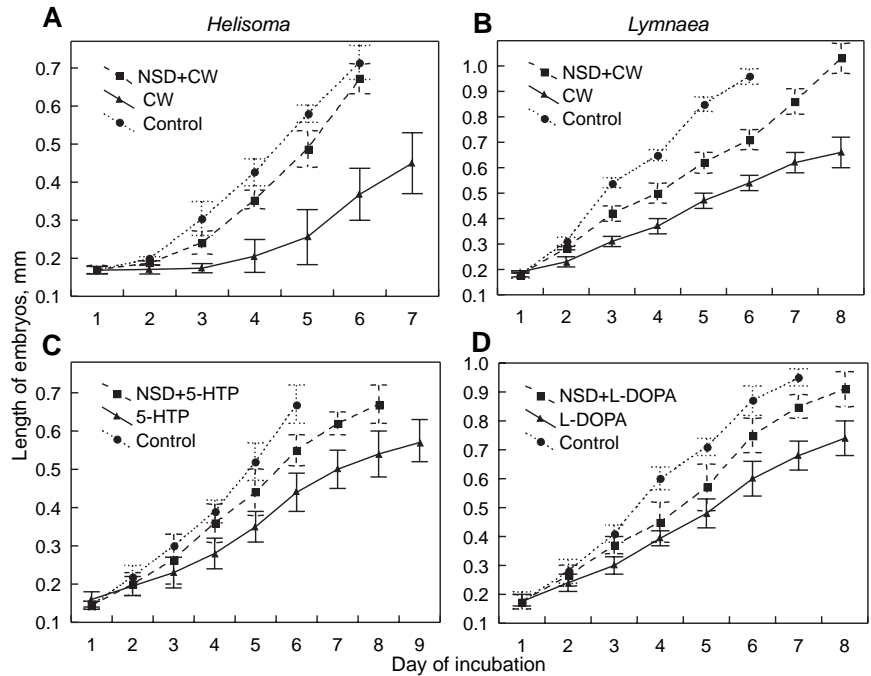 A
Helisoma
B
Lymnaea
0.7
0.6
0.5
0.4
0.3
0.2
0.1
NSD+CW
CW
Control
1 2 3 4 5 6 7
1.0
0.9
0.8
0.7
0.6
0.5
0.4
0.3
0.2
0.1
NSD+CW
CW
Control
1 2 3 4 5 6 7 8
Length of embryos, mm
C
0.7
0.6
0.5
0.4
0.3
0.2
0.1
NSD+5-HTP
5-HTP
Control
1 2 3 4 5 6 7 8 9
D
1.0
0.9
0.8
0.7
0.6
0.5
0.4
0.3
0.2
0.1
NSD+L-DOPA
L-DOPA
Control
1 2 3 4 5 6 7 8
Day of incubation